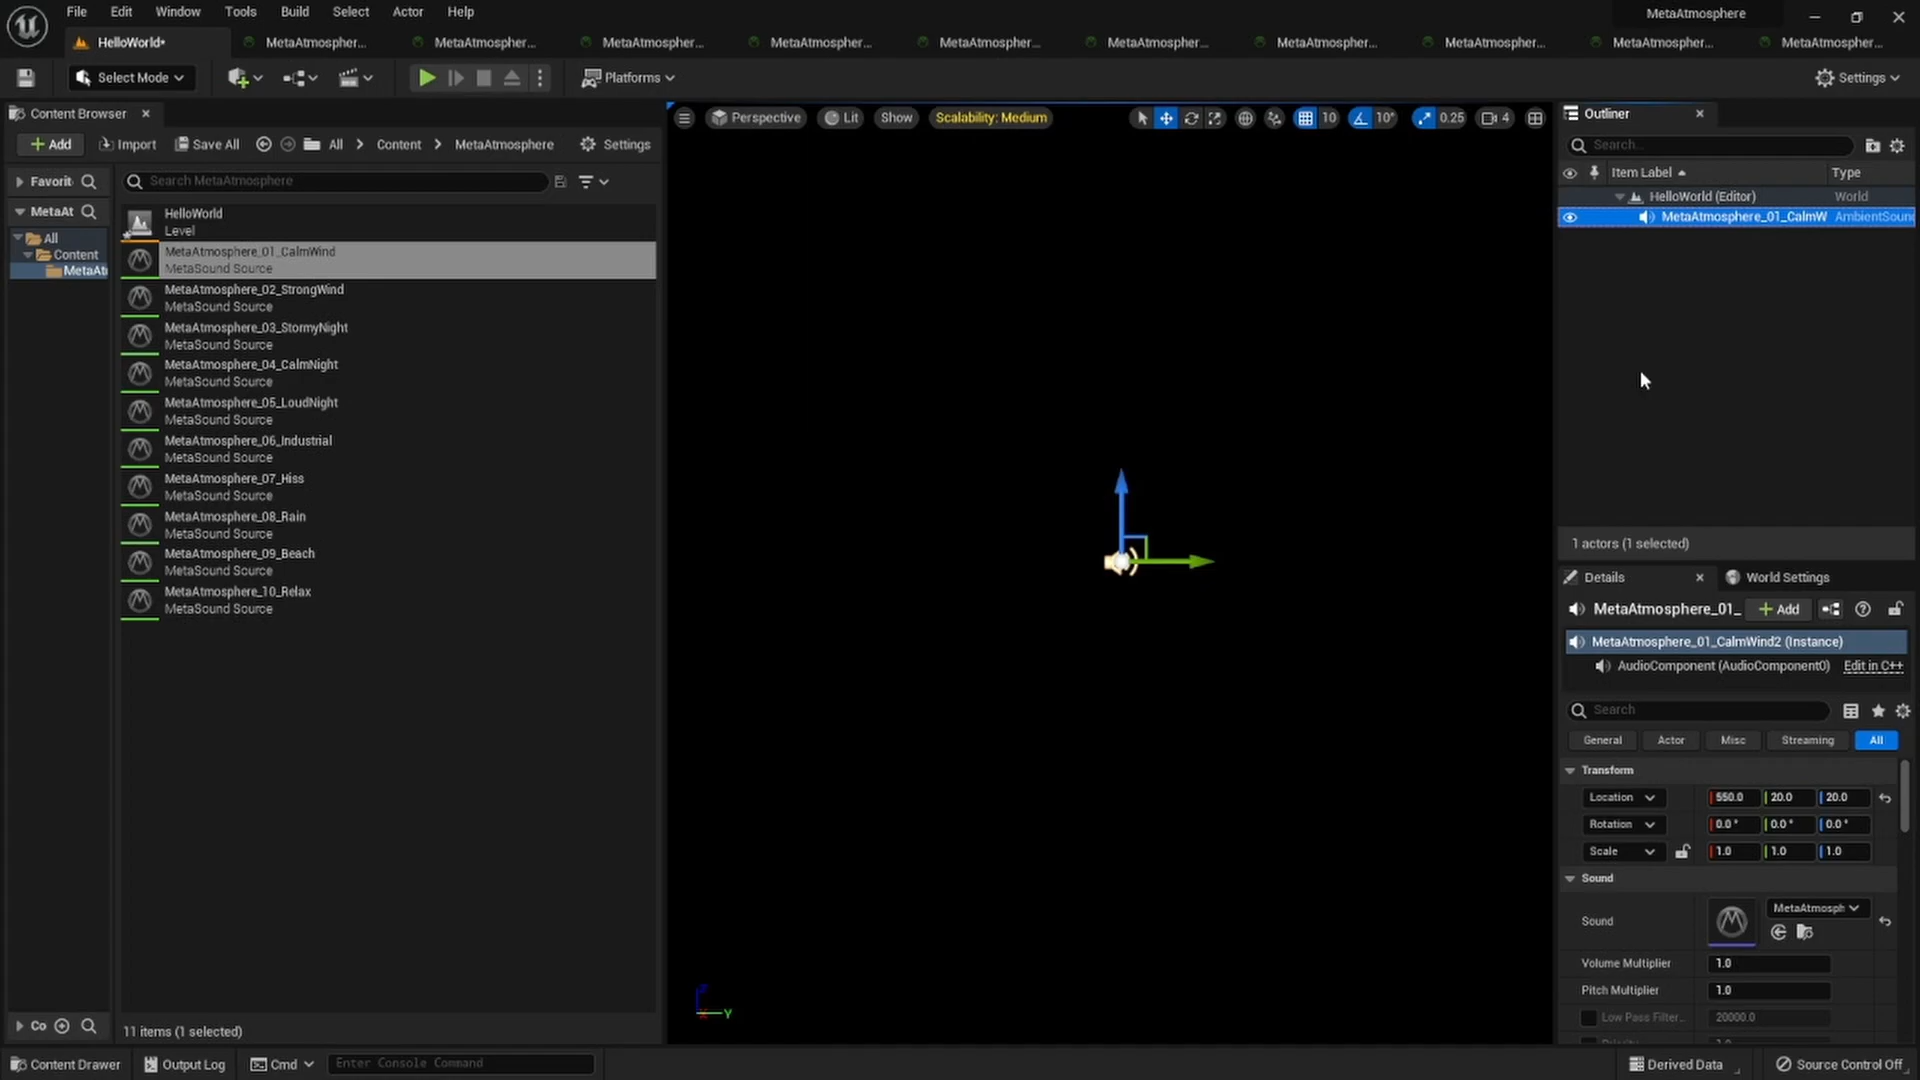 File Edit Window Tools Build Select Actor Help
MetaAtmosphere
HelloWorld•
MetaAtmospher...
MetaAtmospher...
MetaAtmospher...
MetaAtmospher...
MetaAtmospher...
MetaAtmospher...
MetaAtmospher...
MetaAtmospher...
MetaAtmospher...
MetaAtmospher...
Select Mode
Platforms
Settings
Content Browser
Add
Import
Save All
All
Content
MetaAtmosphere
Settings
Favorit
Search MetaAtmosphere
MetaAt
All
Content
MetaAt
HelloWorld
Level
MetaAtmosphere_01_CalmWind
MetaSound Source
MetaAtmosphere_02_StrongWind
MetaSound Source
MetaAtmosphere_03_StormyNight
MetaSound Source
MetaAtmosphere_04_CalmNight
MetaSound Source
MetaAtmosphere_05_LoudNight
MetaSound Source
MetaAtmosphere_06_Industrial
MetaSound Source
MetaAtmosphere_07_Hiss
MetaSound Source
MetaAtmosphere_08_Rain
MetaSound Source
MetaAtmosphere_09_Beach
MetaSound Source
MetaAtmosphere_10_Relax
MetaSound Source
Co
11 items (1 selected)
Perspective
Lit
Show
Scalability: Medium
10
10°
0.25
4
Y
Outliner
Search...
Item Label
Type
HelloWorld (Editor)
World
MetaAtmosphere_01_CalmW
AmbientSoun
1 actors (1 selected)
Details
World Settings
MetaAtmosphere_01_
Add
MetaAtmosphere_01_CalmWind2 (Instance)
AudioComponent (AudioComponent0)
Edit in C++
Search
General
Actor
Misc
Streaming
All
Transform
Location
550.0
20.0
20.0
Rotation
0.0°
0.0°
0.0°
Scale
1.0
1.0
1.0
Sound
Sound
MetaAtmosph
Volume Multiplier
1.0
Pitch Multiplier
1.0
Low Pass Filter...
20000.0
Content Drawer
Output Log
Cmd
Enter Console Command
Derived Data
Source Control Off